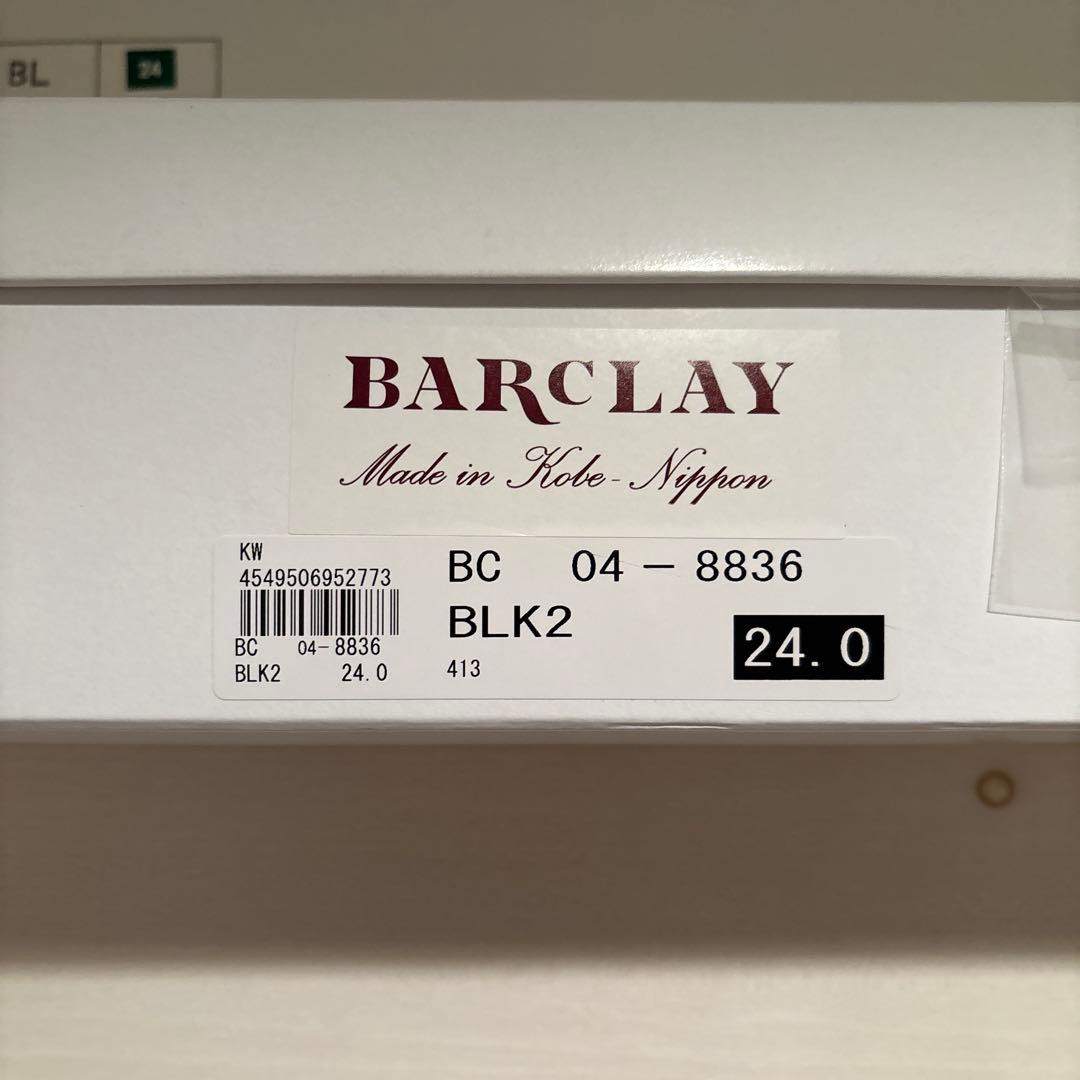 BL 24
BARCLAY
Made in Kobe - Nippon
KW
4549506952773
BC 04-8836
BLK2 24.0
BC 04-8836
BLK2
413
24.0